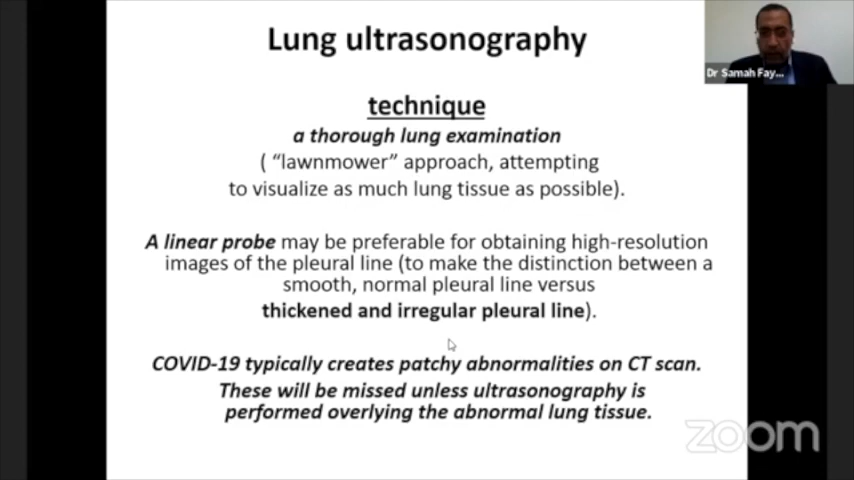 Lung ultrasonography
Dr Samah Fay...
technique
a thorough lung examination
( “lawnmower” approach, attempting
to visualize as much lung tissue as possible).
A linear probe may be preferable for obtaining high-resolution
images of the pleural line (to make the distinction between a
smooth, normal pleural line versus
thickened and irregular pleural line).
COVID-19 typically creates patchy abnormalities on CT scan.
These will be missed unless ultrasonography is
performed overlying the abnormal lung tissue.
zoom